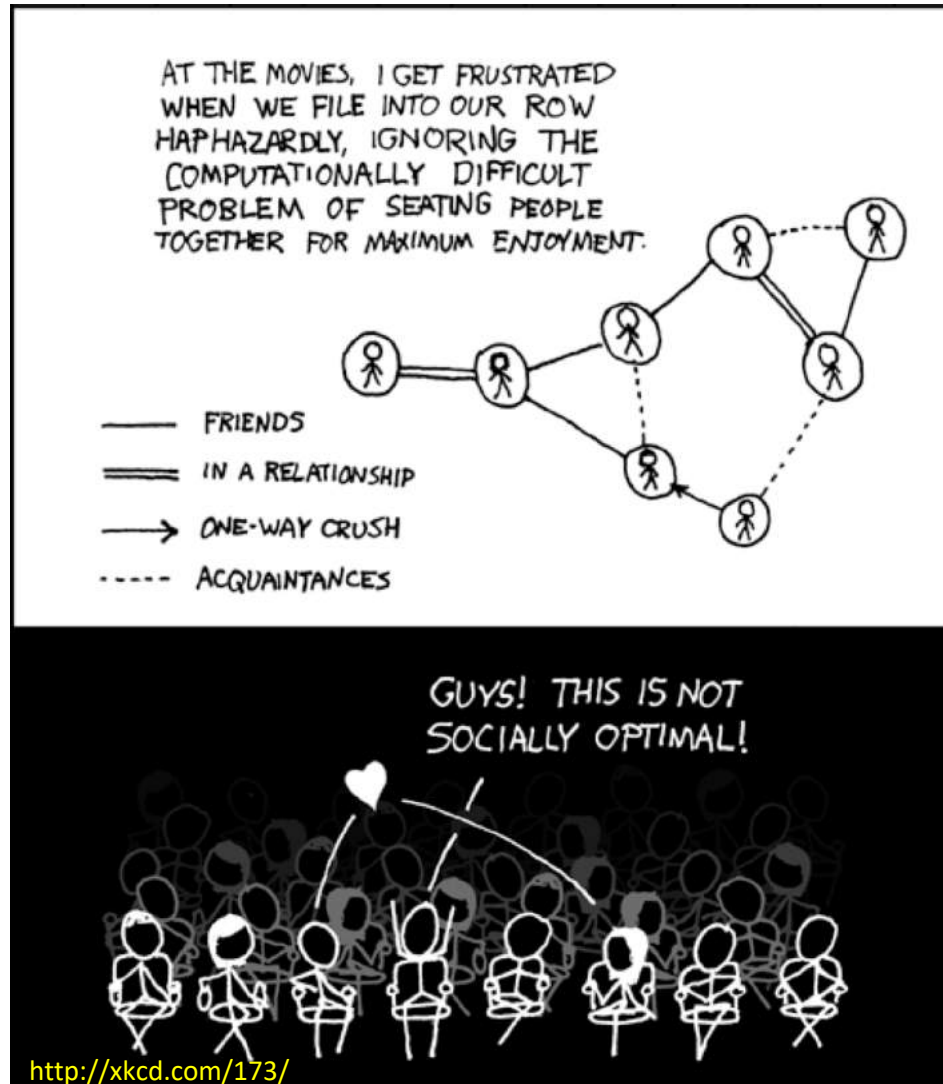 AT THE MOVIES, I GET FRUSTRATED
WHEN WE FILE INTO OUR ROW
HAPHAZARDLY, IGNORING THE
COMPUTATIONALLY DIFFICULT
PROBLEM OF SEATING PEOPLE
TOGETHER FOR MAXIMUM ENJOYMENT.
FRIENDS
IN A RELATIONSHIP
ONE-WAY CRUSH
ACQUAINTANCES
GUYS! THIS IS NOT
SOCIALLY OPTIMAL!
http://xkcd.com/173/